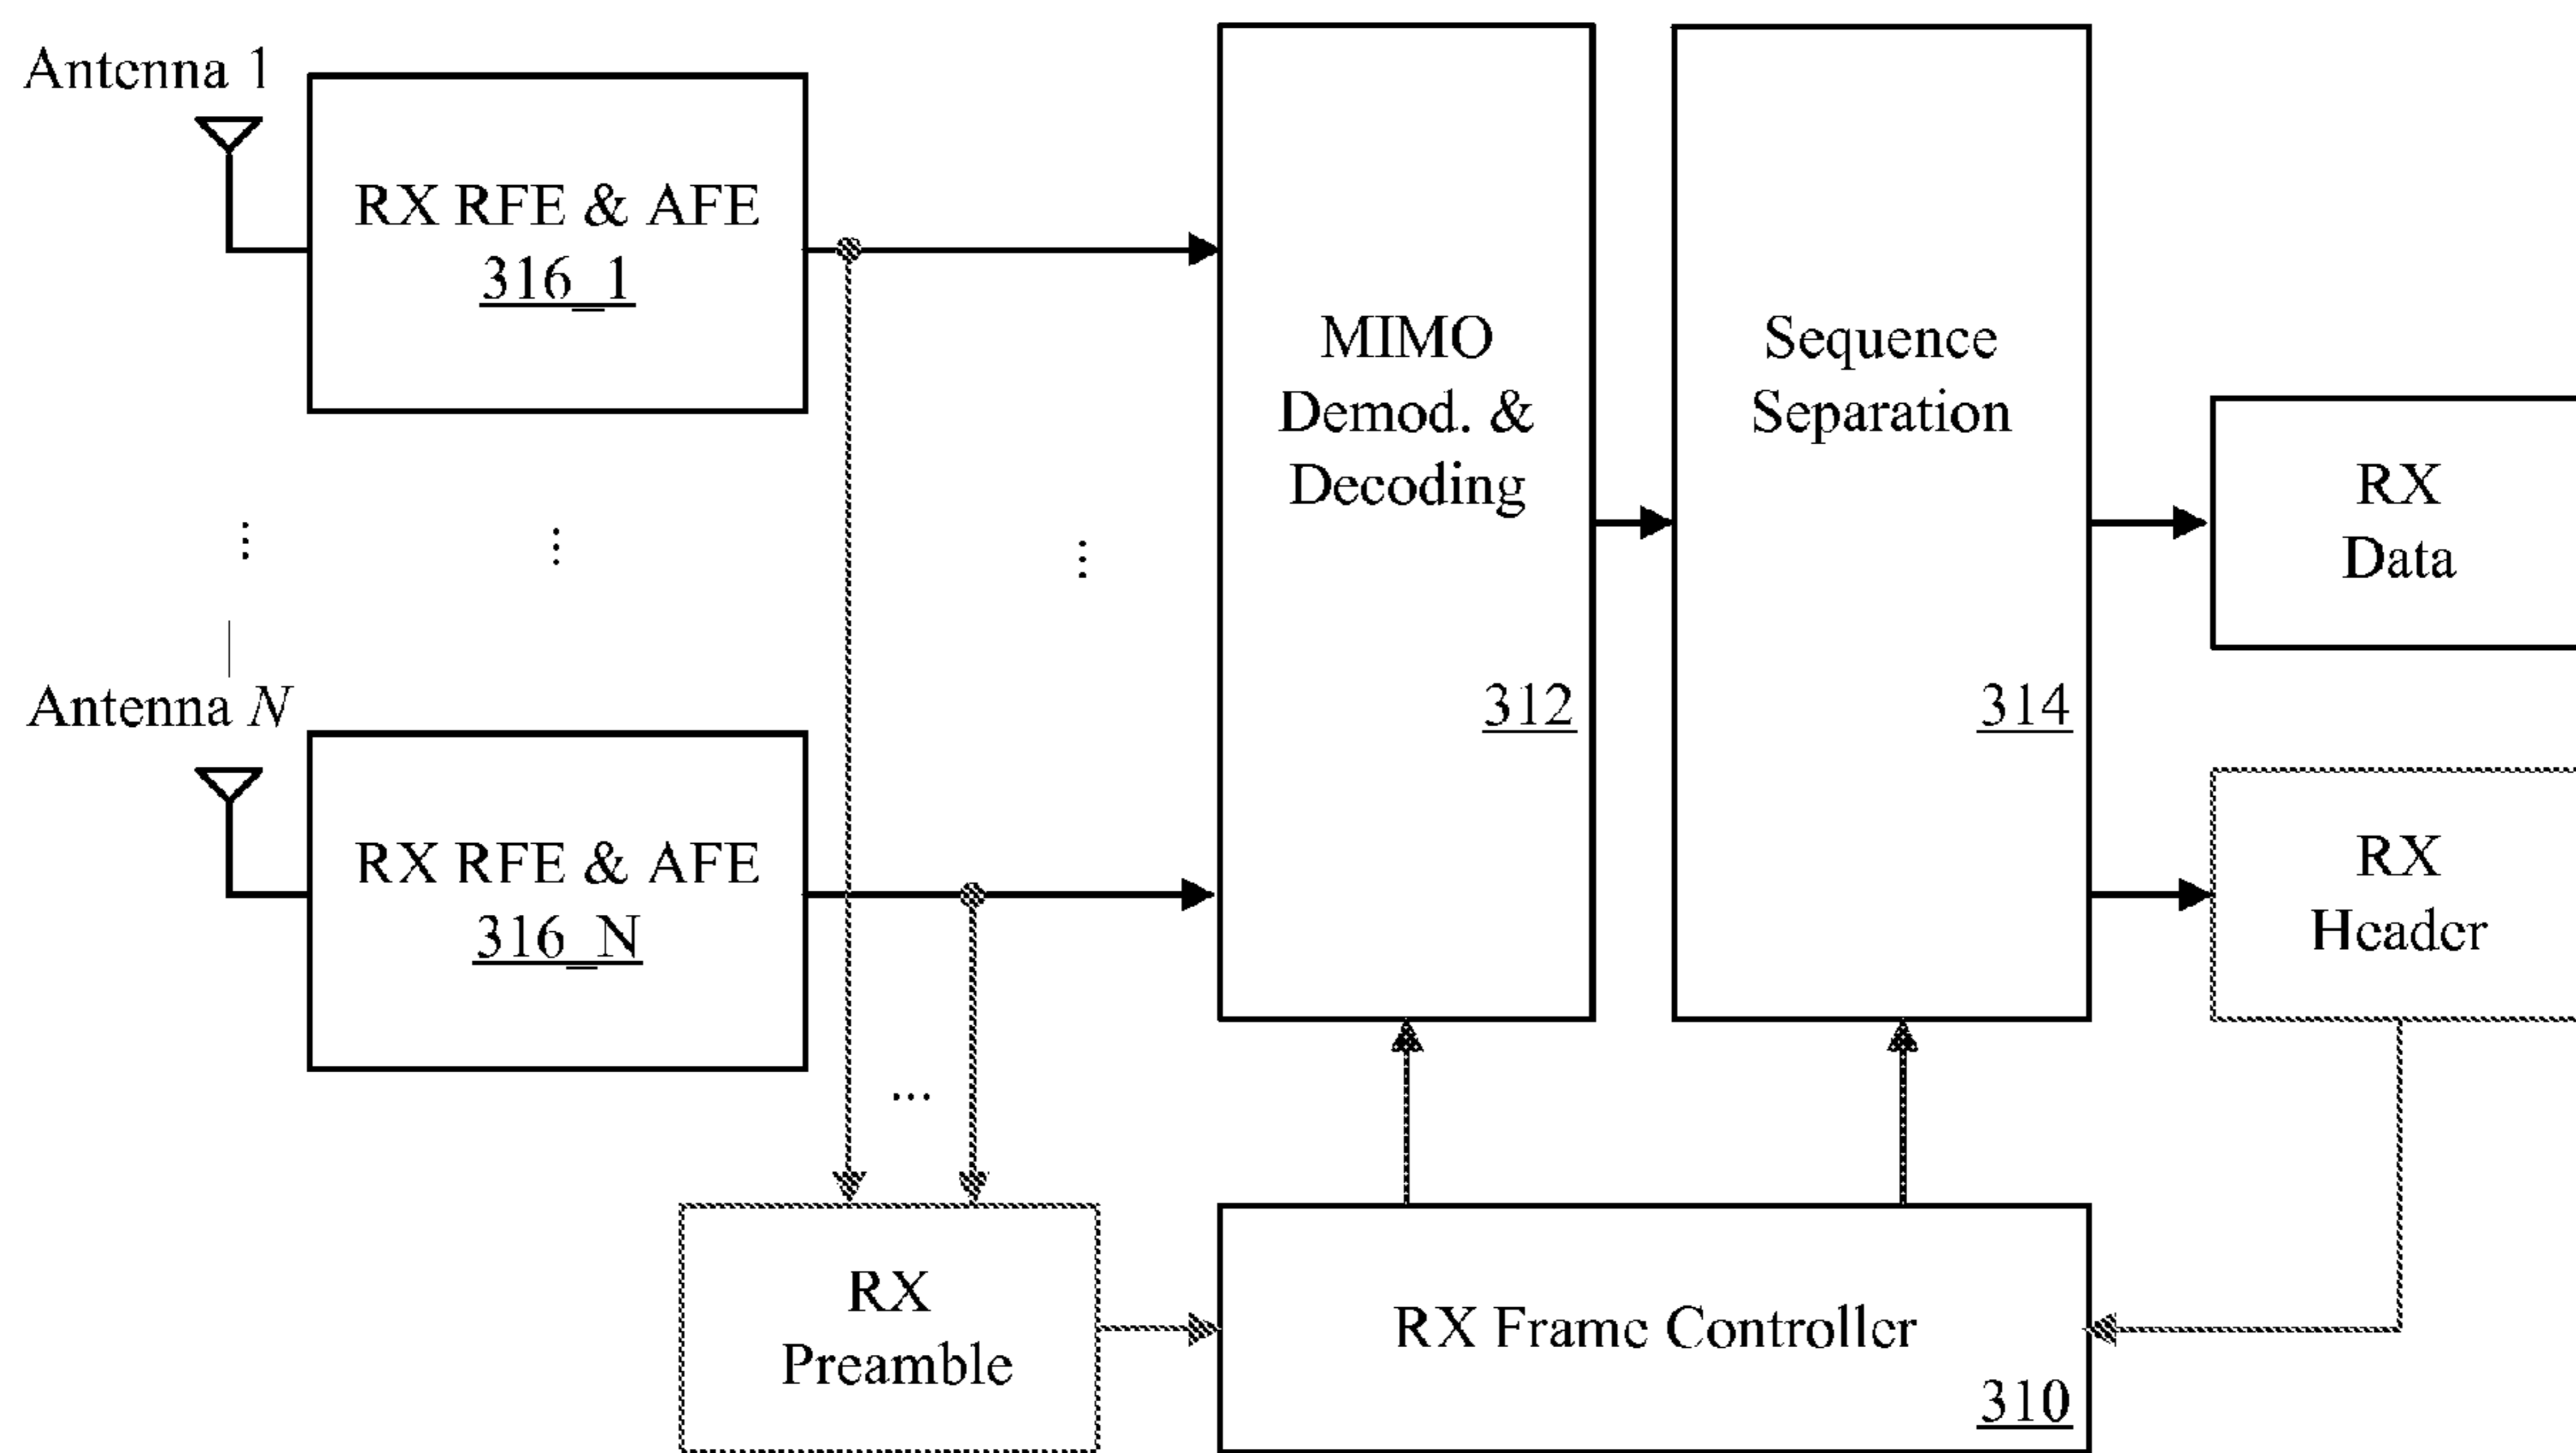 Antenna 1
RX RFE & AFE
316_1
⋮
⋮
⋮
Antenna N
RX RFE & AFE
316_N
MIMO
Demod. &
Decoding
312
Sequence
Separation
314
RX
Data
RX
Header
...
RX
Preamble
RX Frame Controller
310